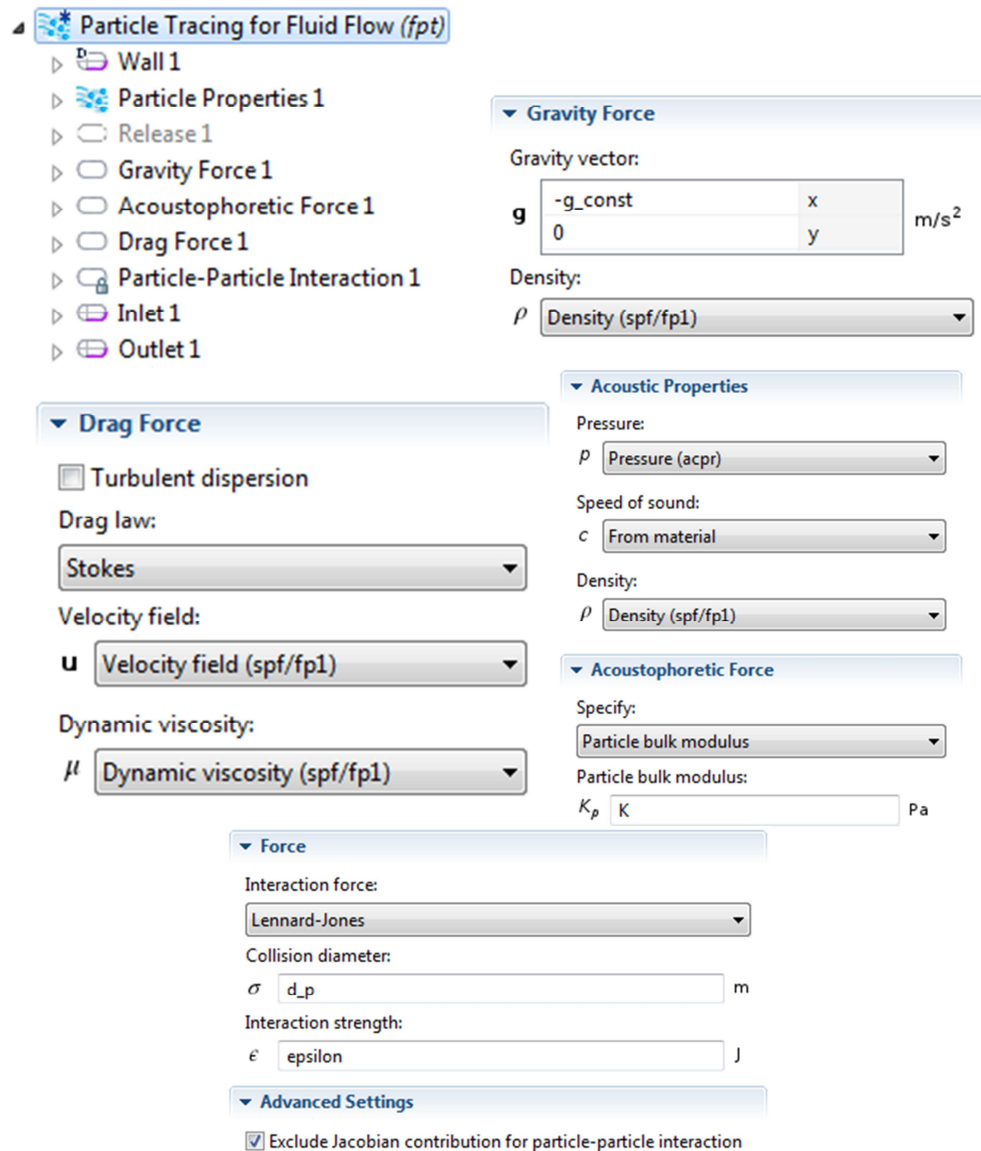 Particle Tracing for Fluid Flow (fpt)
D
Wall 1
Particle Properties 1
Release 1
Gravity Force 1
Acoustophoretic Force 1
Drag Force 1
Particle-Particle Interaction 1
Inlet 1
Outlet 1
Gravity Force
Gravity vector:
g -g_const x m/s²
0 y
Density:
ρ Density (spf/fp1)
Drag Force
Turbulent dispersion
Drag law:
Stokes
Velocity field:
u Velocity field (spf/fp1)
Dynamic viscosity:
μ Dynamic viscosity (spf/fp1)
Acoustic Properties
Pressure:
p Pressure (acpr)
Speed of sound:
c From material
Density:
ρ Density (spf/fp1)
Acoustophoretic Force
Specify:
Particle bulk modulus
Particle bulk modulus:
Kp K Pa
Force
Interaction force:
Lennard-Jones
Collision diameter:
σ d_p m
Interaction strength:
ϵ epsilon J
Advanced Settings
Exclude Jacobian contribution for particle-particle interaction